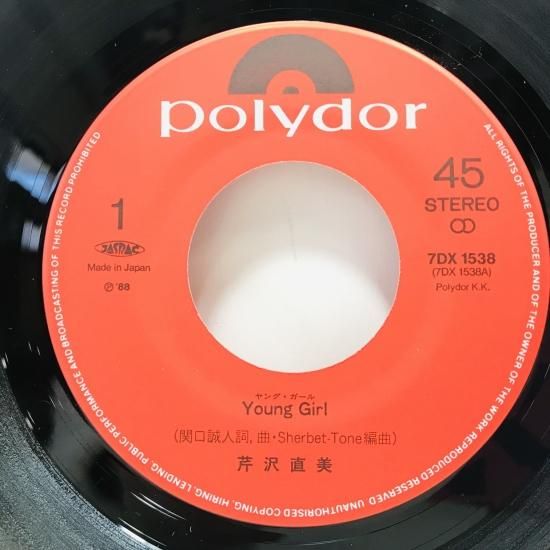 polydor
1
JASRAC
Made in Japan
Ⓟ '88
45
STEREO
7DX 1538
(7DX 1538A)
Polydor K.K.
ヤング・ガール
Young Girl
(関口誠人詞,曲・Sherbet-Tone編曲)
芹沢直美
ALL RIGHTS OF THE PRODUCER AND OF THE OWNER OF THE WORK REPRODUCED RESERVED UNAUTHORISED COPYING, HIRING, LENDING, PUBLIC PERFORMANCE AND BROADCASTING OF THIS RECORD PROHIBITED